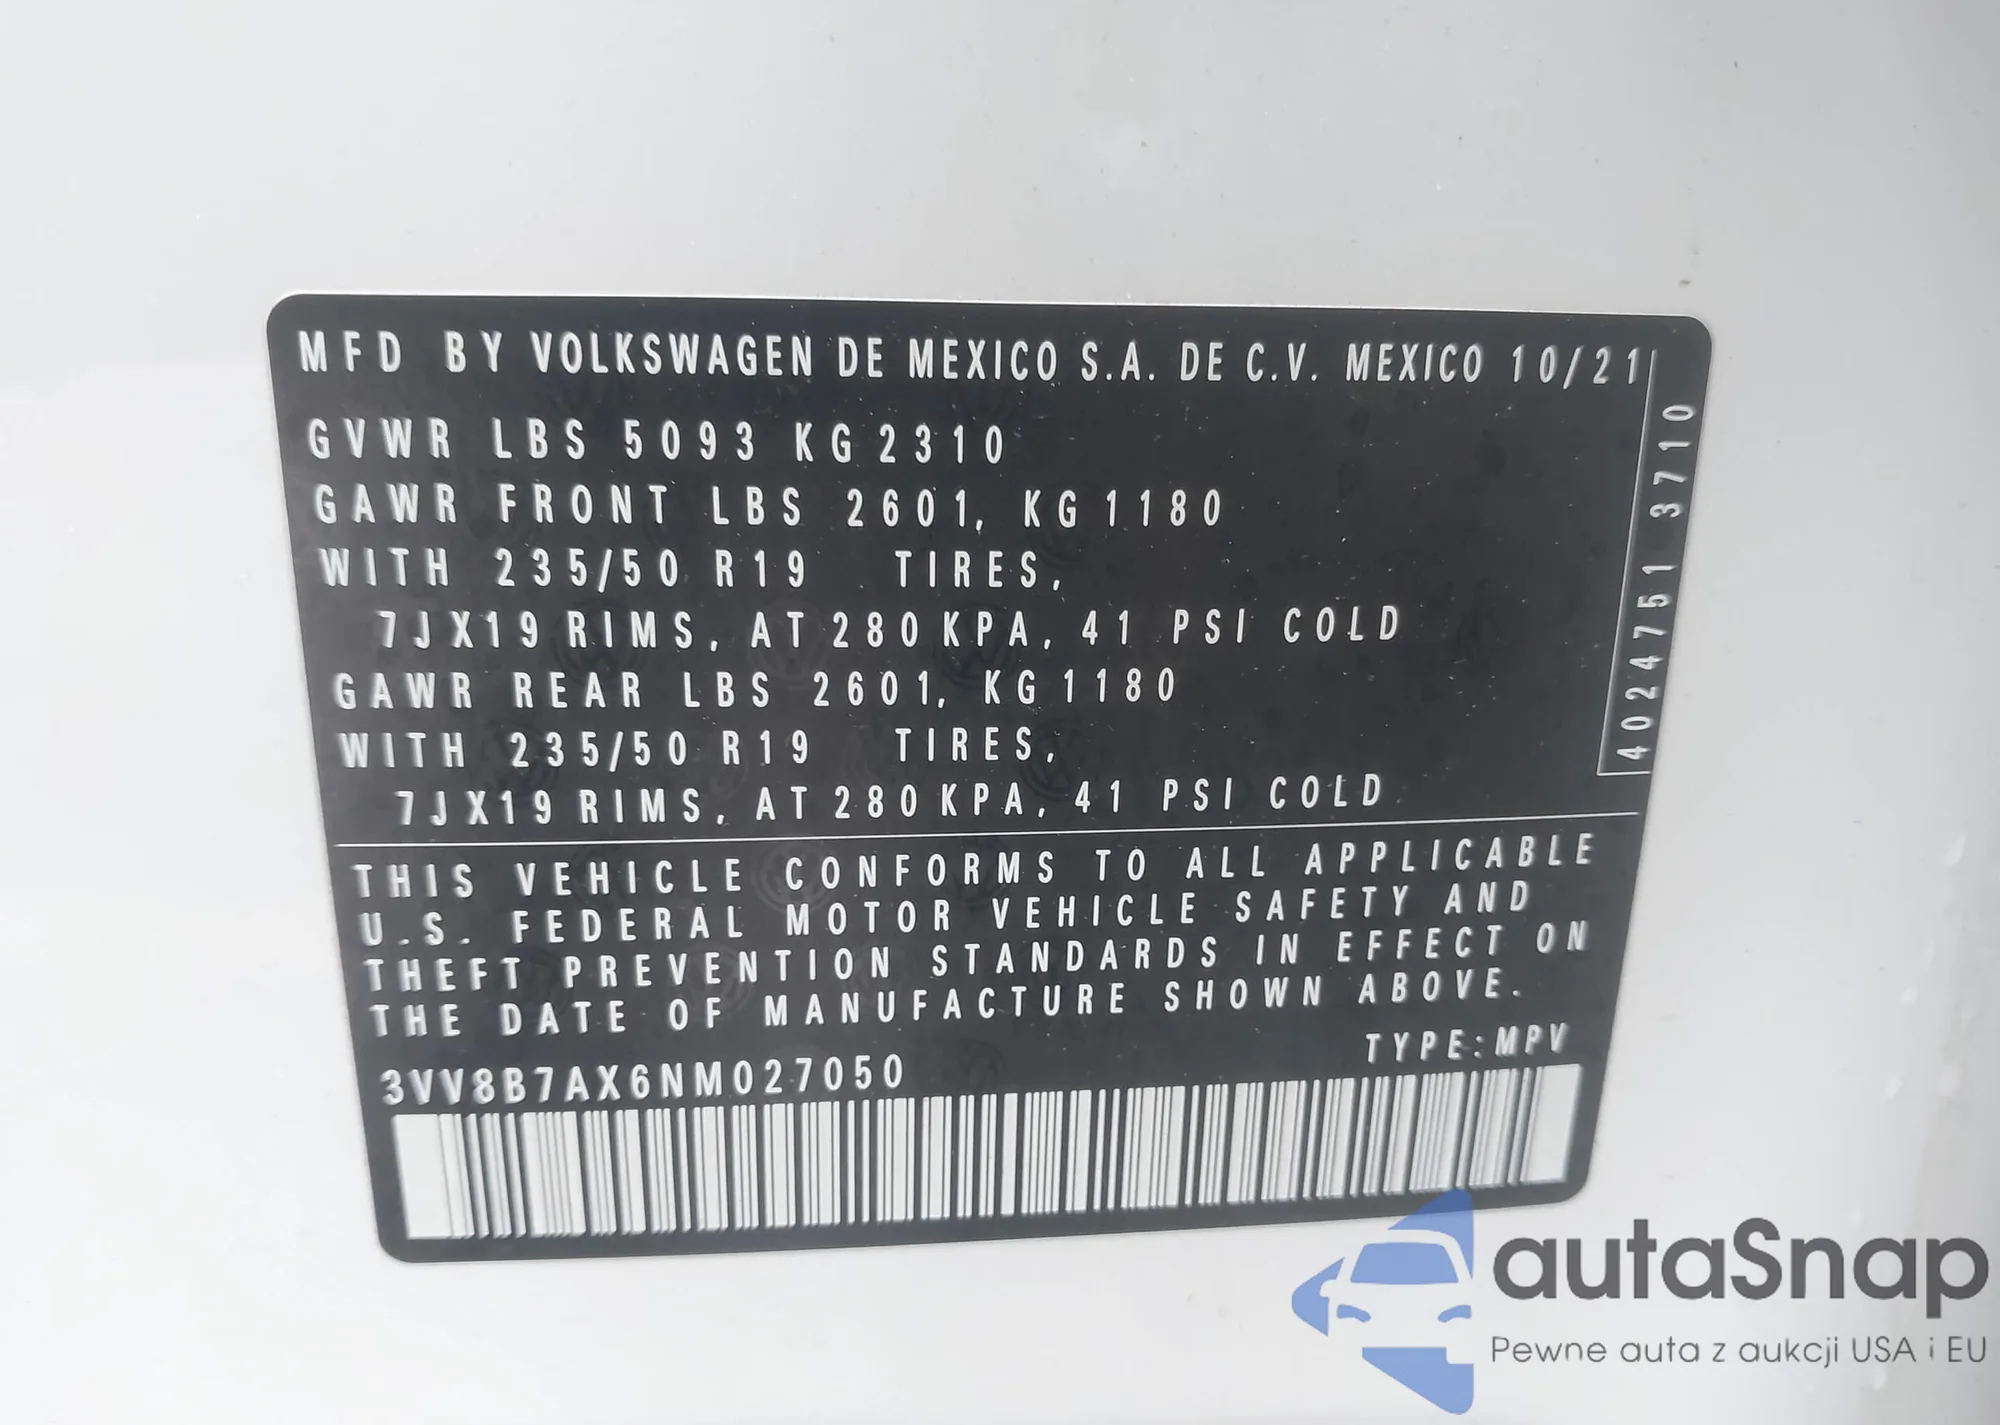 MFD BY VOLKSWAGEN DE MEXICO S.A. DE C.V. MEXICO 10/21
GVWR LBS 5093 KG 2310
GAWR FRONT LBS 2601, KG 1180
WITH 235/50 R19 TIRES,
7JX19 RIMS, AT 280 KPA, 41 PSI COLD
GAWR REAR LBS 2601, KG 1180
WITH 235/50 R19 TIRES,
7JX19 RIMS, AT 280 KPA, 41 PSI COLD
4024751 3710
THIS VEHICLE CONFORMS TO ALL APPLICABLE
U.S. FEDERAL MOTOR VEHICLE SAFETY AND
THEFT PREVENTION STANDARDS IN EFFECT ON
THE DATE OF MANUFACTURE SHOWN ABOVE.
TYPE: MPV
3VV8B7AX6NM027050
autaSnap
Pewne auta z aukcji USA i EU